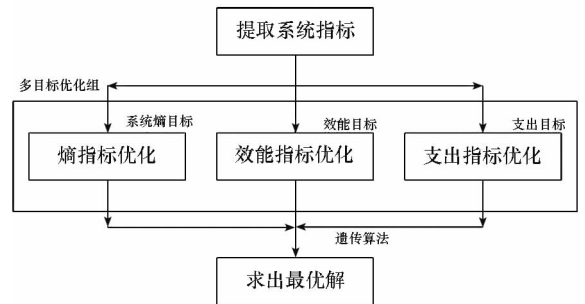 提取系统指标
多目标优化组
系统熵目标
效能目标
支出目标
熵指标优化
效能指标优化
支出指标优化
遗传算法
求出最优解